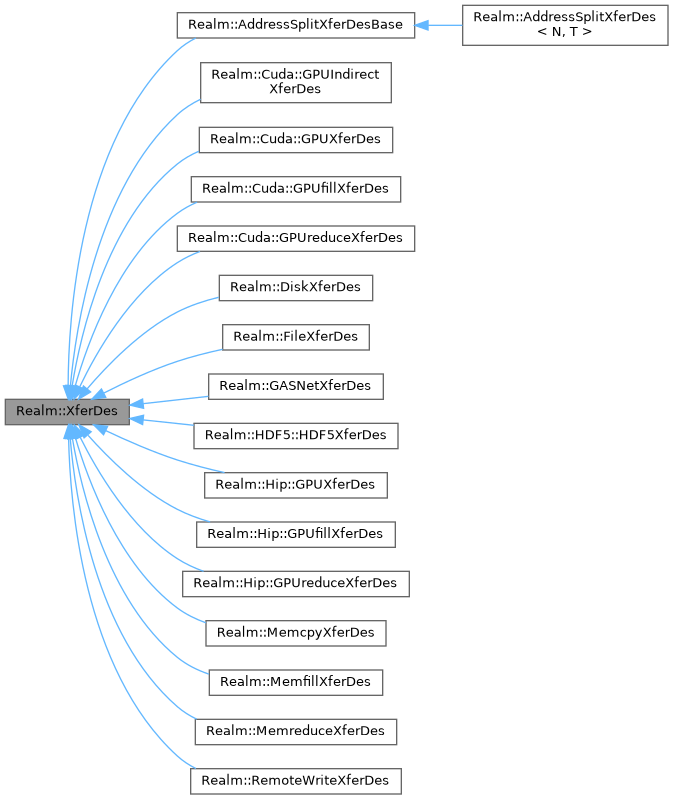 Realm::AddressSplitXferDesBase
Realm::AddressSplitXferDes
< N, T >
Realm::Cuda::GPUIndirect
XferDes
Realm::Cuda::GPUXferDes
Realm::Cuda::GPUfillXferDes
Realm::Cuda::GPUreduceXferDes
Realm::DiskXferDes
Realm::FileXferDes
Realm::GASNetXferDes
Realm::XferDes
Realm::HDF5::HDF5XferDes
Realm::Hip::GPUXferDes
Realm::Hip::GPUfillXferDes
Realm::Hip::GPUreduceXferDes
Realm::MemcpyXferDes
Realm::MemfillXferDes
Realm::MemreduceXferDes
Realm::RemoteWriteXferDes